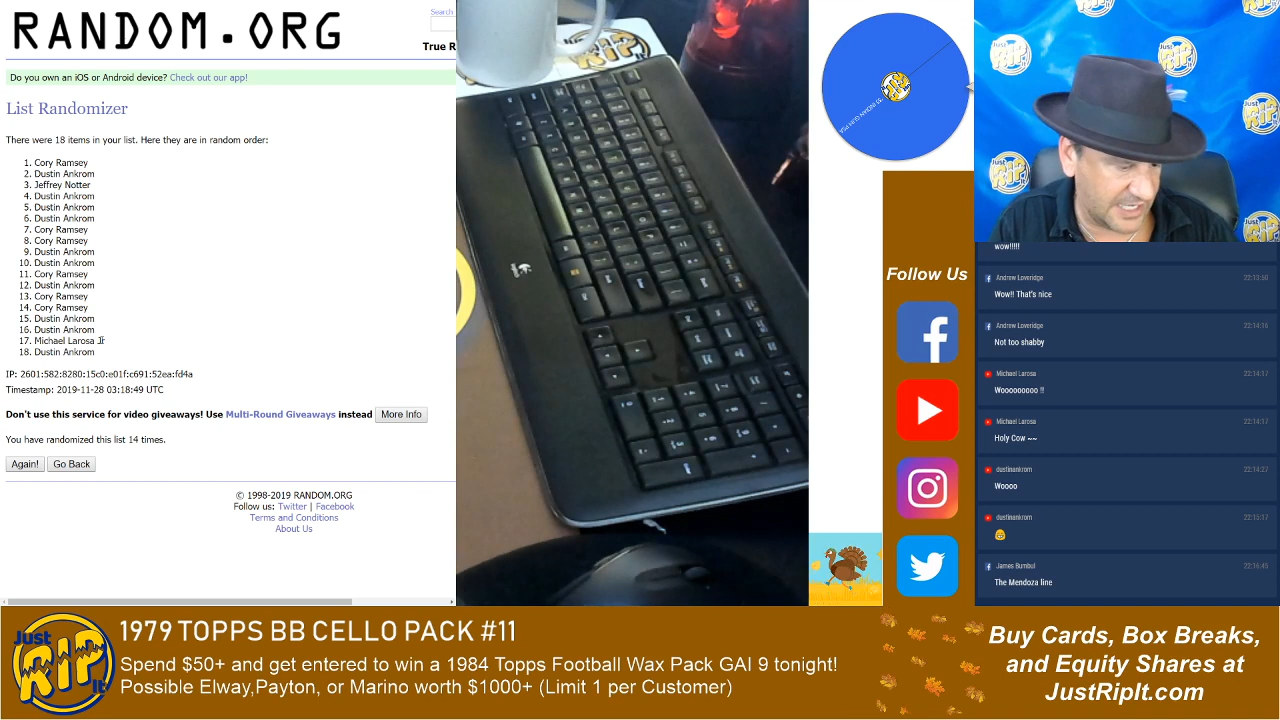 RANDOM.ORG
Search
True R
Do you own an iOS or Android device? Check out our app!
List Randomizer
There were 18 items in your list. Here they are in random order:
1. Cory Ramsey
2. Dustin Ankrom
3. Jeffrey Notter
4. Dustin Ankrom
5. Dustin Ankrom
6. Dustin Ankrom
7. Cory Ramsey
8. Cory Ramsey
9. Dustin Ankrom
10. Dustin Ankrom
11. Cory Ramsey
12. Dustin Ankrom
13. Cory Ramsey
14. Cory Ramsey
15. Dustin Ankrom
16. Dustin Ankrom
17. Michael Larosa Jr
18. Dustin Ankrom
IP: 2601:582:8280:15c0:e01f:c691:52ea:fd4a
Timestamp: 2019-11-28 03:18:49 UTC
Don't use this service for video giveaways! Use Multi-Round Giveaways instead More Info
You have randomized this list 14 times.
Again! Go Back
© 1998-2019 RANDOM.ORG
Follow us: Twitter | Facebook
Terms and Conditions
About Us
Logitech
Follow Us
wow!!!!!
Andrew Loveridge 22:13:50
Wow!! That's nice
Andrew Loveridge 22:14:16
Not too shabby
Michael Larosa 22:14:17
Wooooooooo !!
Michael Larosa 22:14:17
Holy Cow ~~
dustinankrom 22:14:27
Woooo
dustinankrom 22:15:17
James Bumbul 22:16:45
The Mendoza line
Just RIP It
1979 TOPPS BB CELLO PACK #11
Spend $50+ and get entered to win a 1984 Topps Football Wax Pack GAI 9 tonight!
Possible Elway,Payton, or Marino worth $1000+ (Limit 1 per Customer)
Buy Cards, Box Breaks,
and Equity Shares at
JustRipIt.com